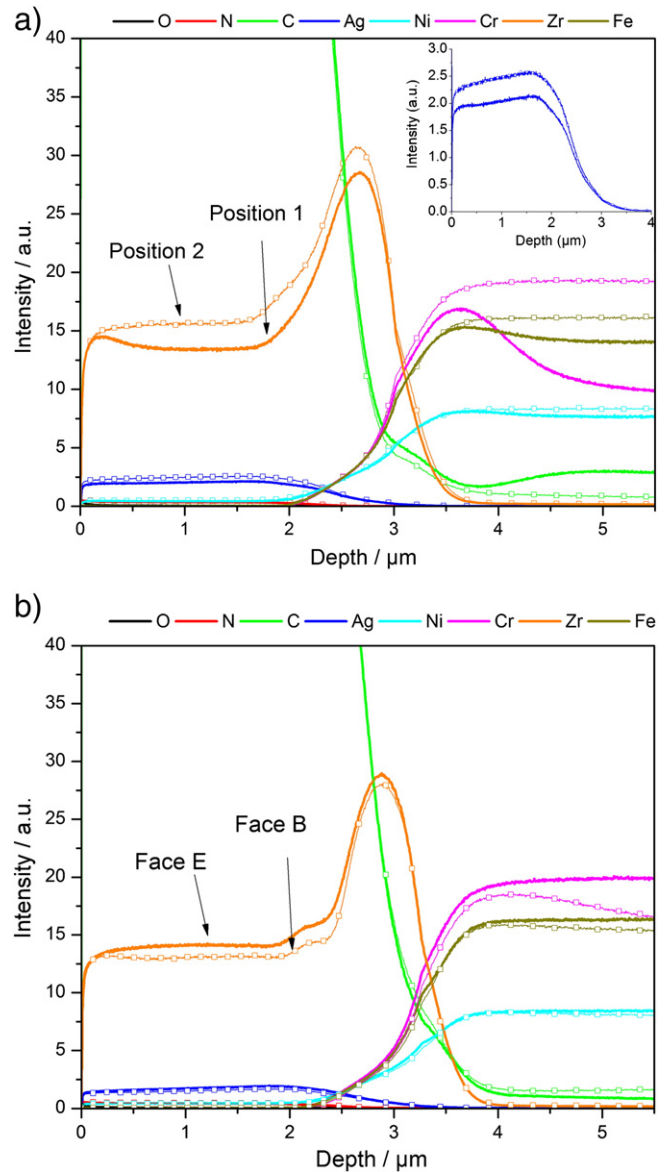 a)
O N C Ag Ni Cr Zr Fe
40
35
30
25
20
15
10
5
0
Intensity / a.u.
Position 2
Position 1
3.0
2.5
2.0
1.5
1.0
0.5
0.0
Intensity (a.u.)
0 1 2 3 4
Depth (µm)
0 1 2 3 4 5
Depth / µm
b)
O N C Ag Ni Cr Zr Fe
40
35
30
25
20
15
10
5
0
Intensity / a.u.
Face E
Face B
0 1 2 3 4 5
Depth / µm